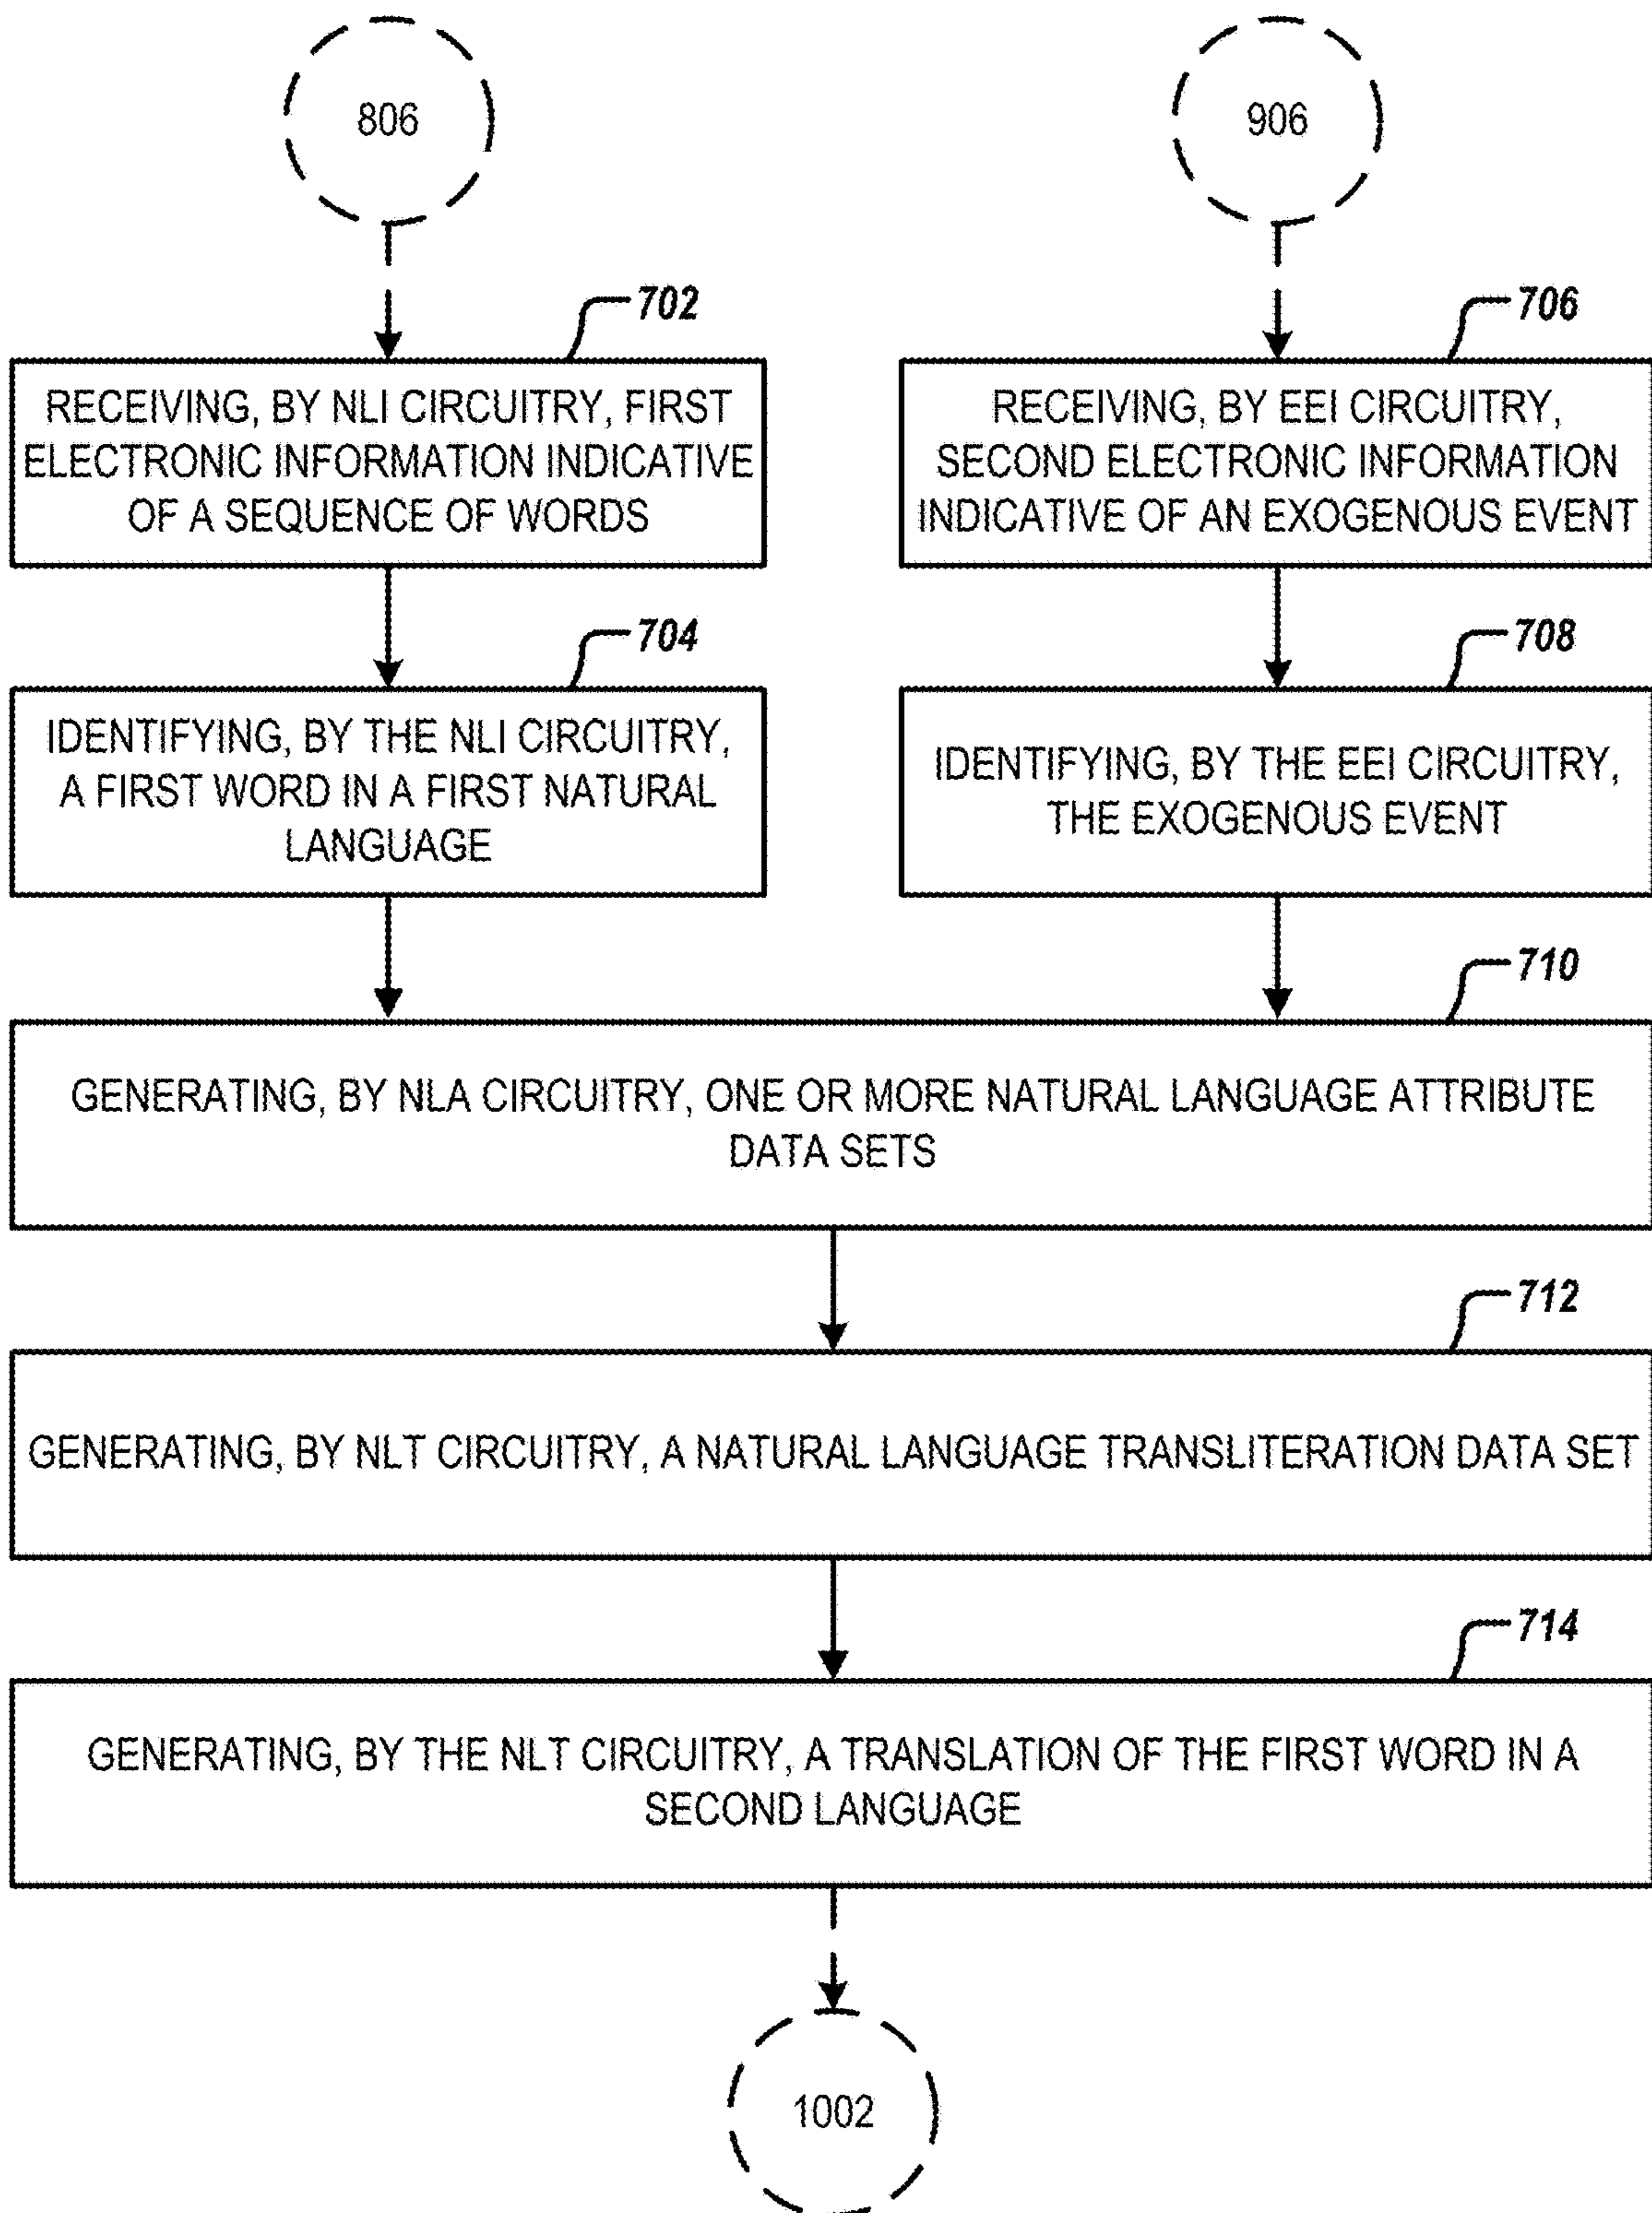 806
906
702
706
RECEIVING, BY NLI CIRCUITRY, FIRST
ELECTRONIC INFORMATION INDICATIVE
OF A SEQUENCE OF WORDS
RECEIVING, BY EEI CIRCUITRY,
SECOND ELECTRONIC INFORMATION
INDICATIVE OF AN EXOGENOUS EVENT
704
708
IDENTIFYING, BY THE NLI CIRCUITRY,
A FIRST WORD IN A FIRST NATURAL
LANGUAGE
IDENTIFYING, BY THE EEI CIRCUITRY,
THE EXOGENOUS EVENT
710
GENERATING, BY NLA CIRCUITRY, ONE OR MORE NATURAL LANGUAGE ATTRIBUTE
DATA SETS
712
GENERATING, BY NLT CIRCUITRY, A NATURAL LANGUAGE TRANSLITERATION DATA SET
714
GENERATING, BY THE NLT CIRCUITRY, A TRANSLATION OF THE FIRST WORD IN A
SECOND LANGUAGE
1002